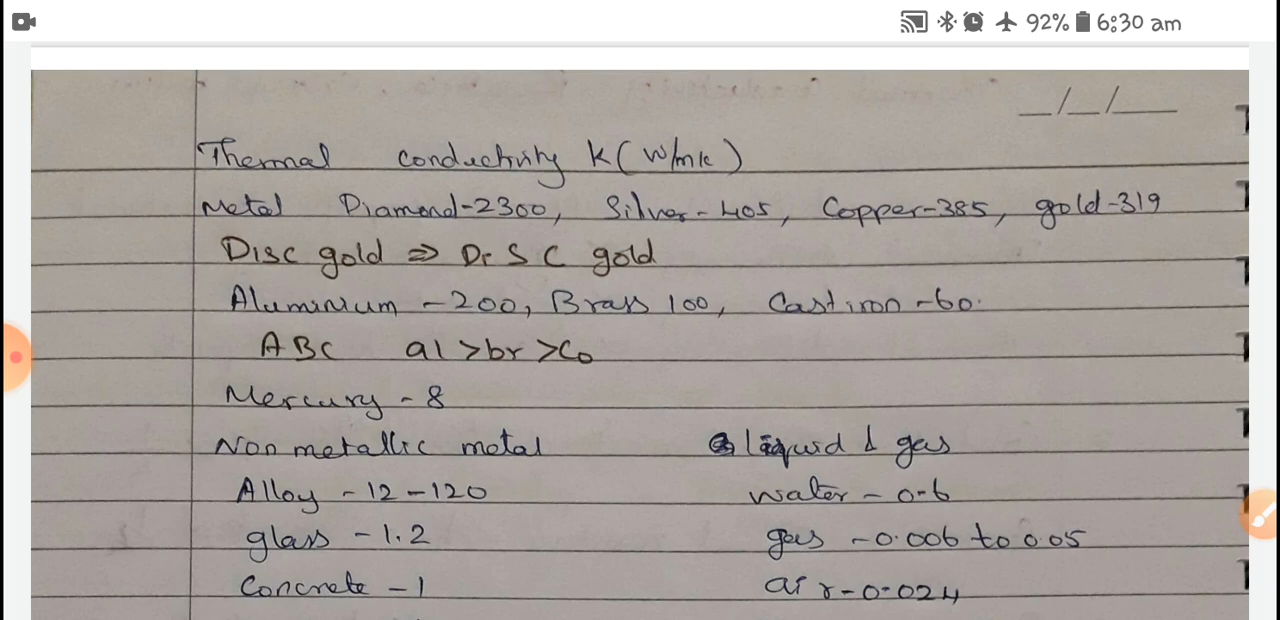 92% 6:30 am
_/_/__
Thermal conductivity K (W/mk)
Metal Diamond-2300, Silver-405, Copper-385, gold-319
Disc gold ⇒ Di S C gold
Aluminium -200, Brass 100, Cast iron -60.
ABC al >br >Co
Mercury - 8
Non metallic metal liquid & gas
Alloy - 12 - 120 water - 0.6
glass - 1.2 gas - 0.006 to 0.05
Concrete - 1 air - 0.024